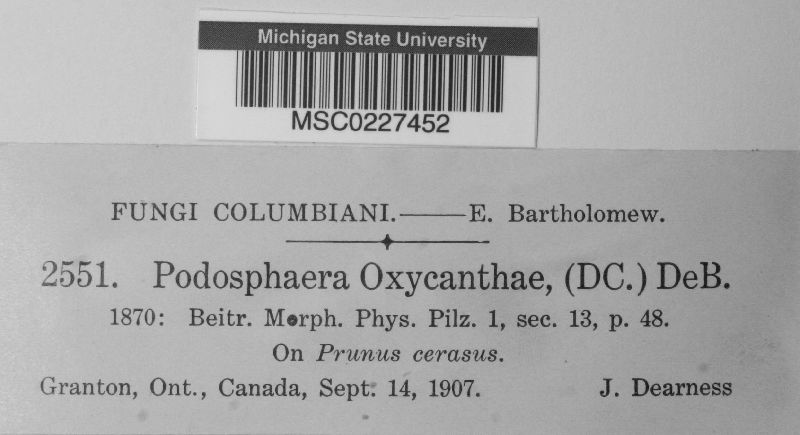 Michigan State University
MSC0227452
FUNGI COLUMBIANI.——E. Bartholomew.
2551. Podosphaera Oxycanthae, (DC.) DeB.
1870: Beitr. Morph. Phys. Pilz. 1, sec. 13, p. 48.
On Prunus cerasus.
Granton, Ont., Canada, Sept. 14, 1907. J. Dearness